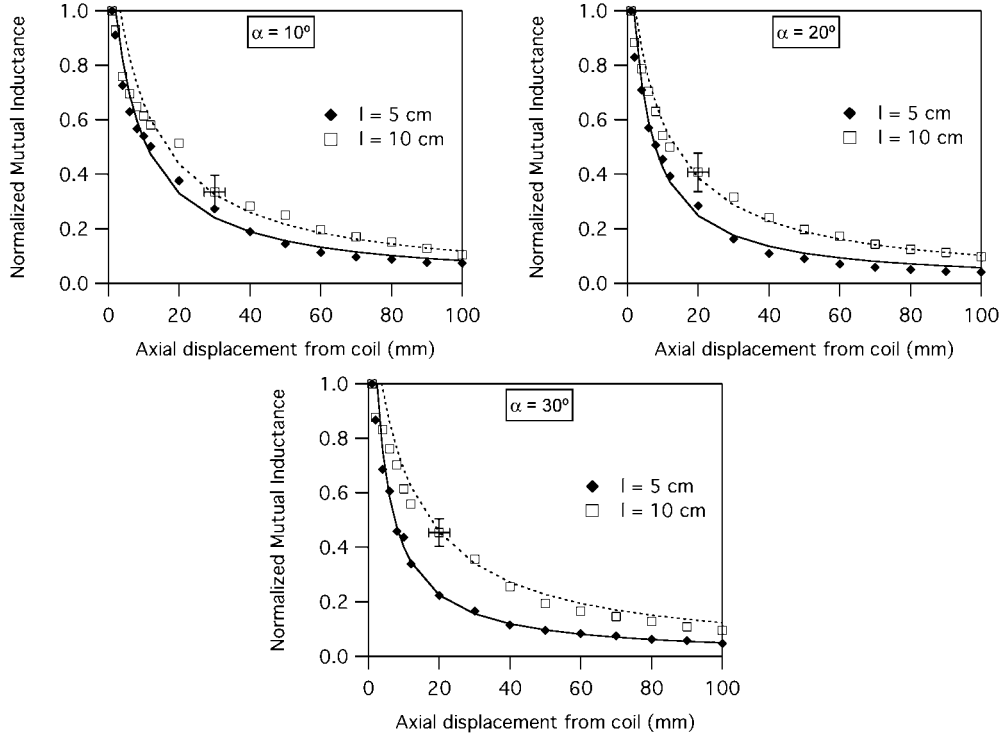 Normalized Mutual Inductance
1.0
0.8
0.6
0.4
0.2
0.0
α = 10º
l = 5 cm
l = 10 cm
0 20 40 60 80 100
Axial displacement from coil (mm)
Normalized Mutual Inductance
1.0
0.8
0.6
0.4
0.2
0.0
α = 20º
l = 5 cm
l = 10 cm
0 20 40 60 80 100
Axial displacement from coil (mm)
Normalized Mutual Inductance
1.0
0.8
0.6
0.4
0.2
0.0
α = 30º
l = 5 cm
l = 10 cm
0 20 40 60 80 100
Axial displacement from coil (mm)